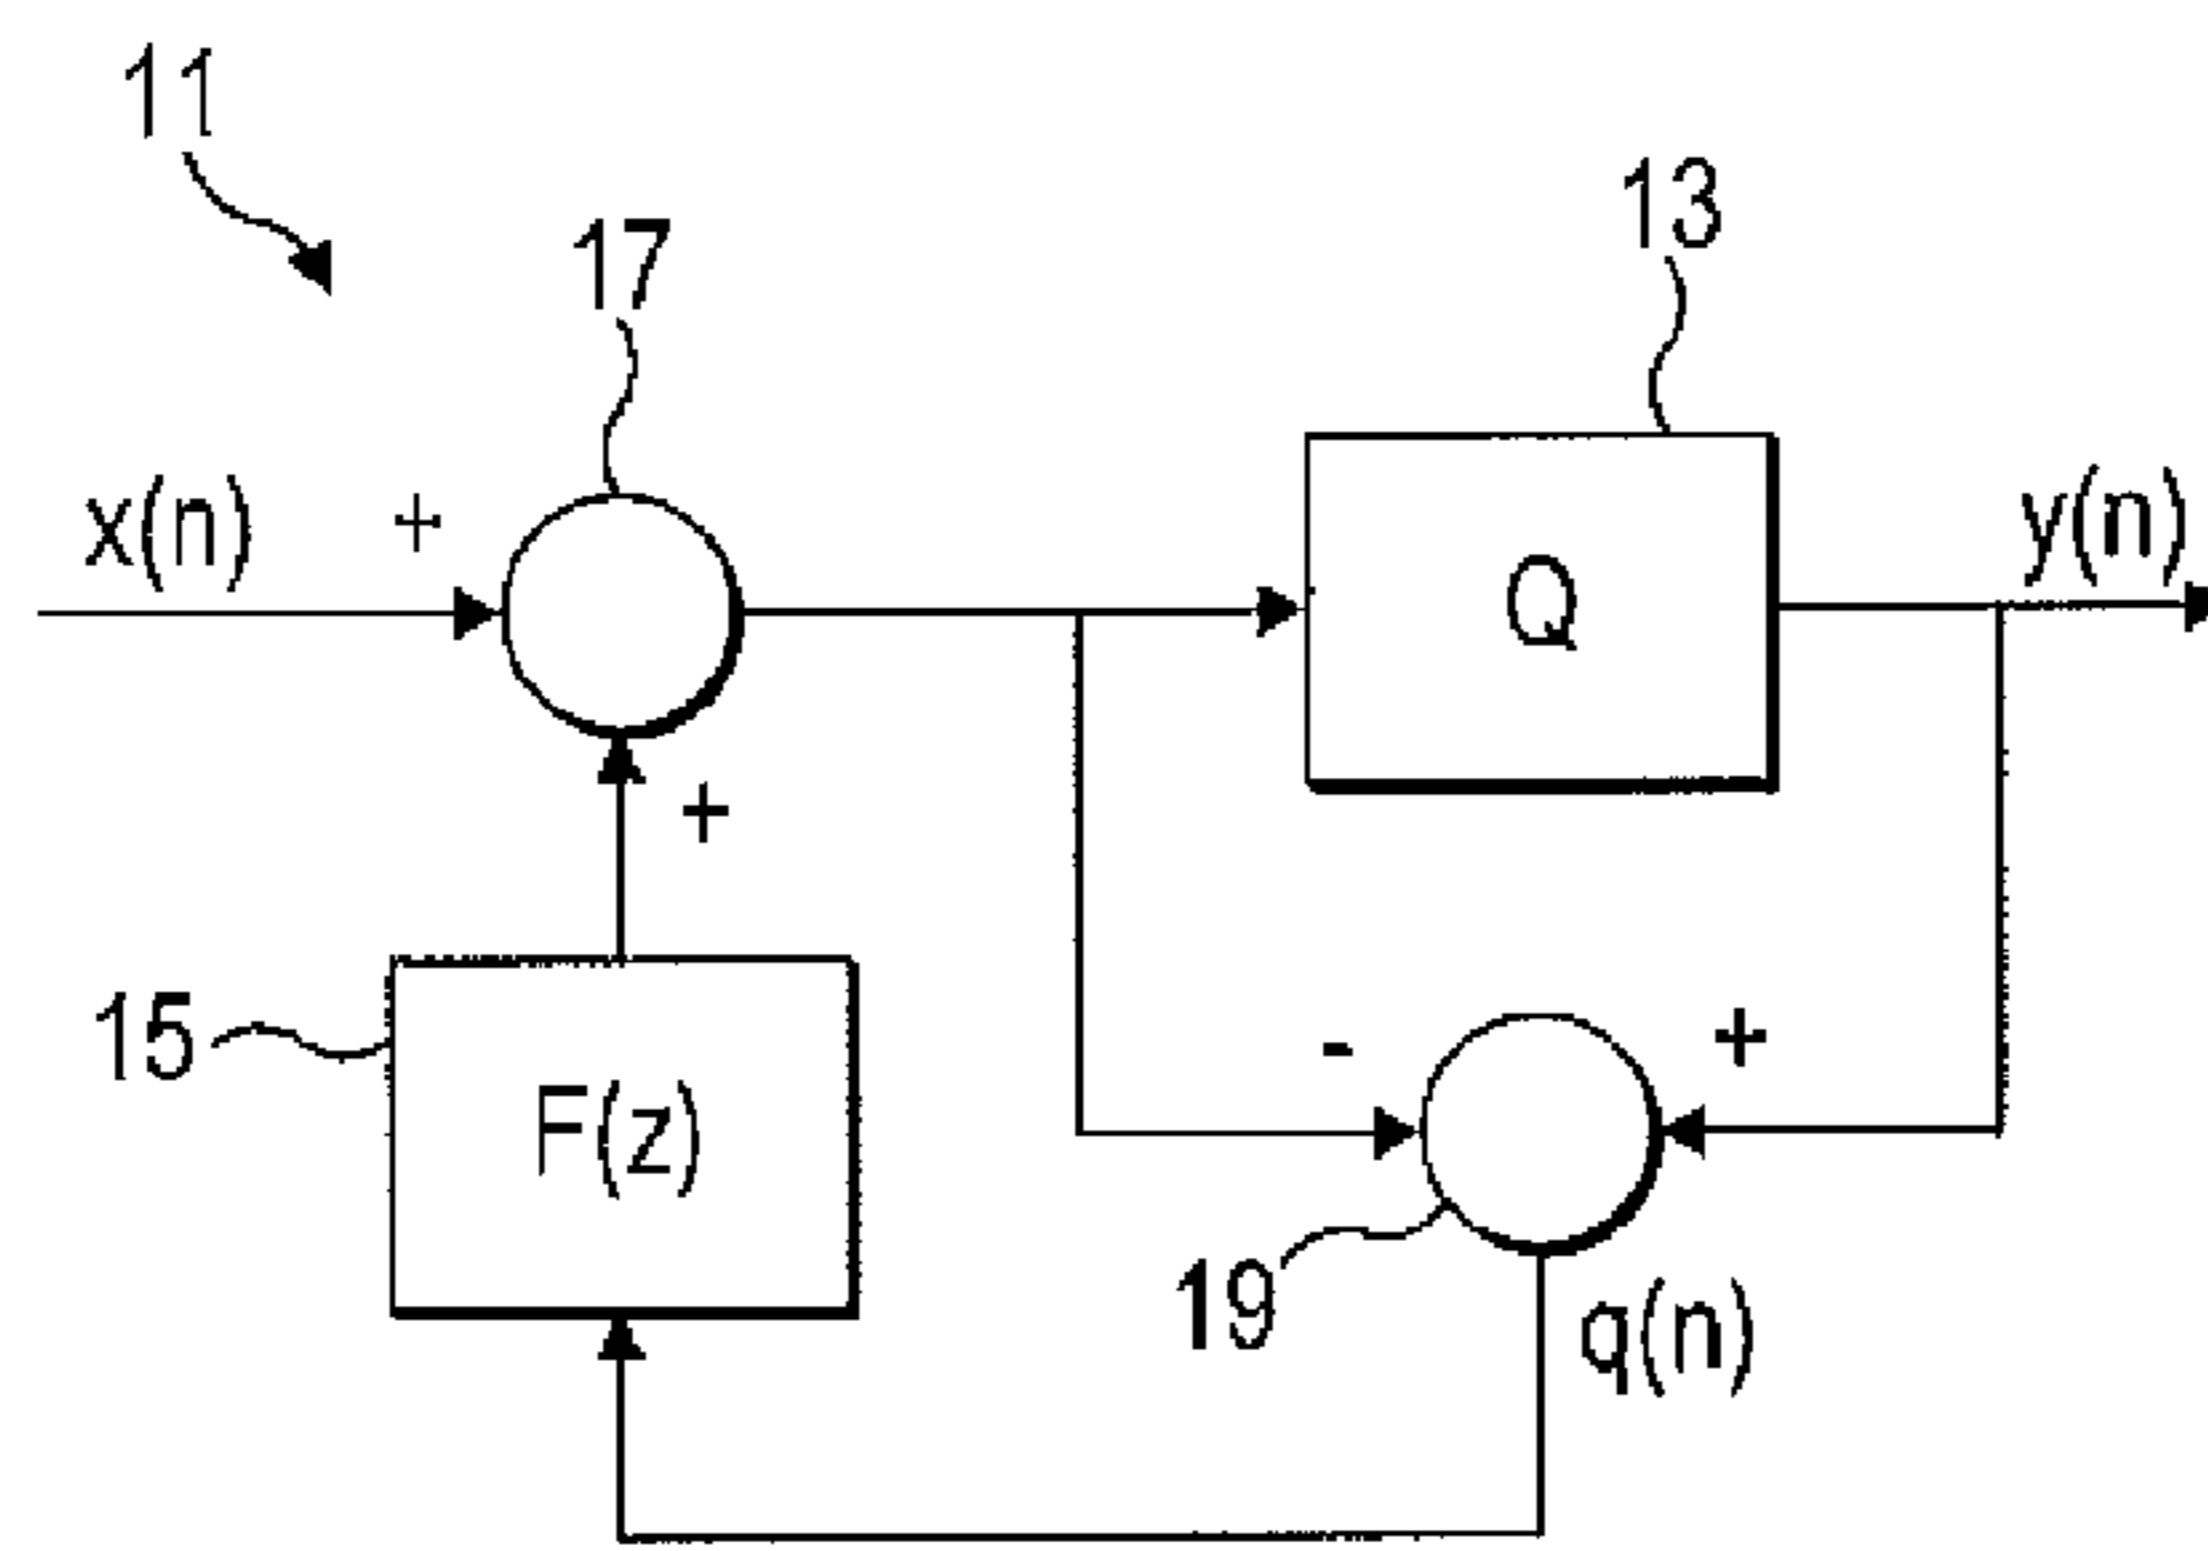 11
17
13
x(n)
+
Q
y(n)
+
15
F(z)
-
+
19
q(n)